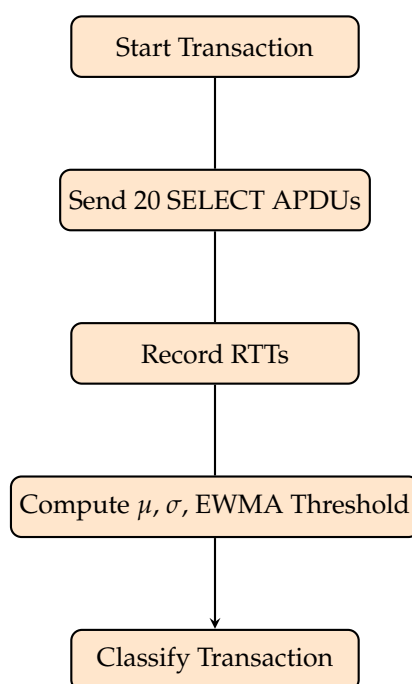 Start Transaction
Send 20 SELECT APDUs
Record RTTs
Compute μ, σ, EWMA Threshold
Classify Transaction